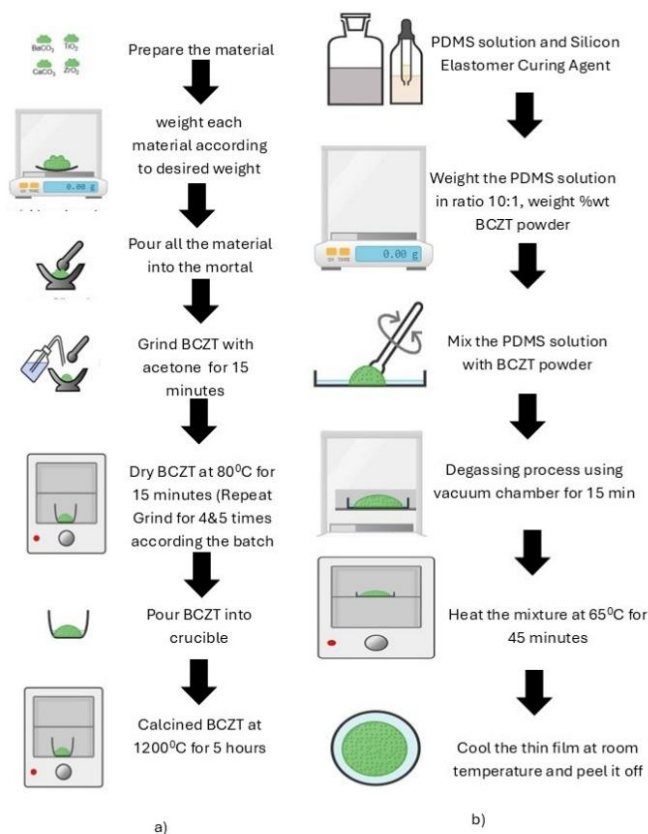 BaCO3 TiO2
CaCO3 ZrO2
Prepare the material
weight each
material according
to desired weight
0.00 g
Pour all the material
into the mortal
Grind BCZT with
acetone for 15
minutes
Dry BCZT at 80⁰C for
15 minutes (Repeat
Grind for 4&5 times
according the batch
Pour BCZT into
crucible
Calcined BCZT at
1200⁰C for 5 hours
a)
PDMS solution and Silicon
Elastomer Curing Agent
Weight the PDMS solution
in ratio 10:1, weight %wt
BCZT powder
0.00 g
Mix the PDMS solution
with BCZT powder
Degassing process using
vacuum chamber for 15 min
Heat the mixture at 65⁰C for
45 minutes
Cool the thin film at room
temperature and peel it off
b)